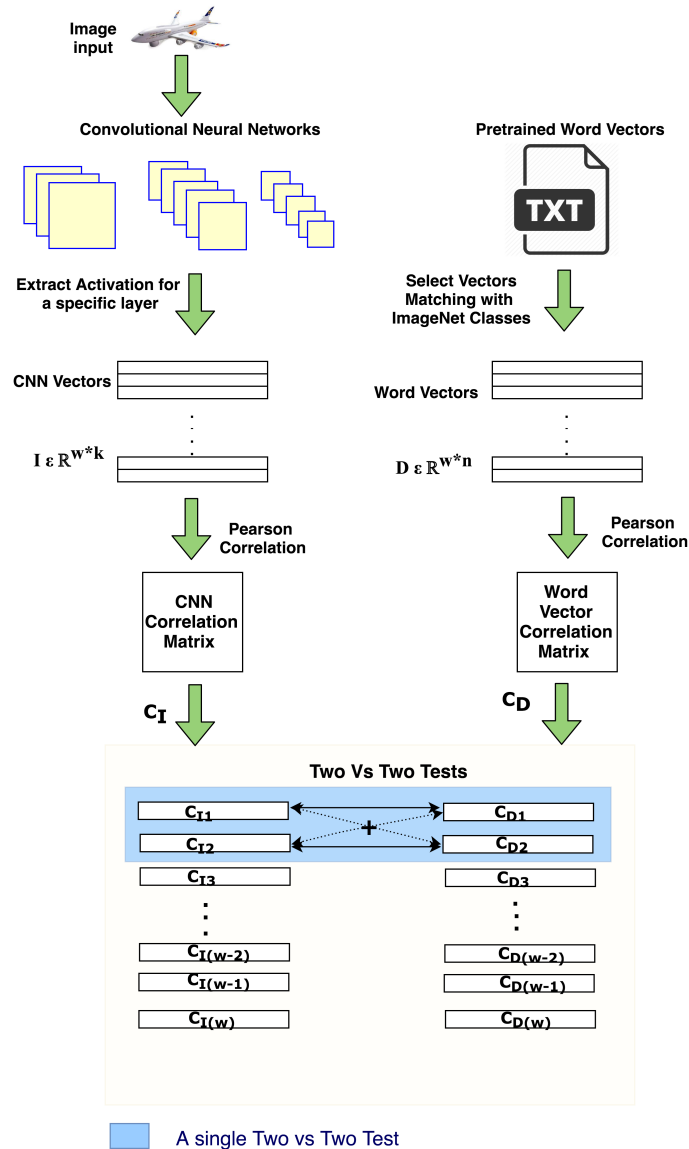 Image
input
Convolutional Neural Networks
Pretrained Word Vectors
TXT
Extract Activation for
a specific layer
Select Vectors
Matching with
ImageNet Classes
CNN Vectors
Word Vectors
I ε ℝw*k
D ε ℝw*n
Pearson
Correlation
Pearson
Correlation
CNN
Correlation
Matrix
Word
Vector
Correlation
Matrix
CI
CD
Two Vs Two Tests
CI1
CD1
+
CI2
CD2
CI3
CD3
CI(w-2)
CD(w-2)
CI(w-1)
CD(w-1)
CI(w)
CD(w)
A single Two vs Two Test